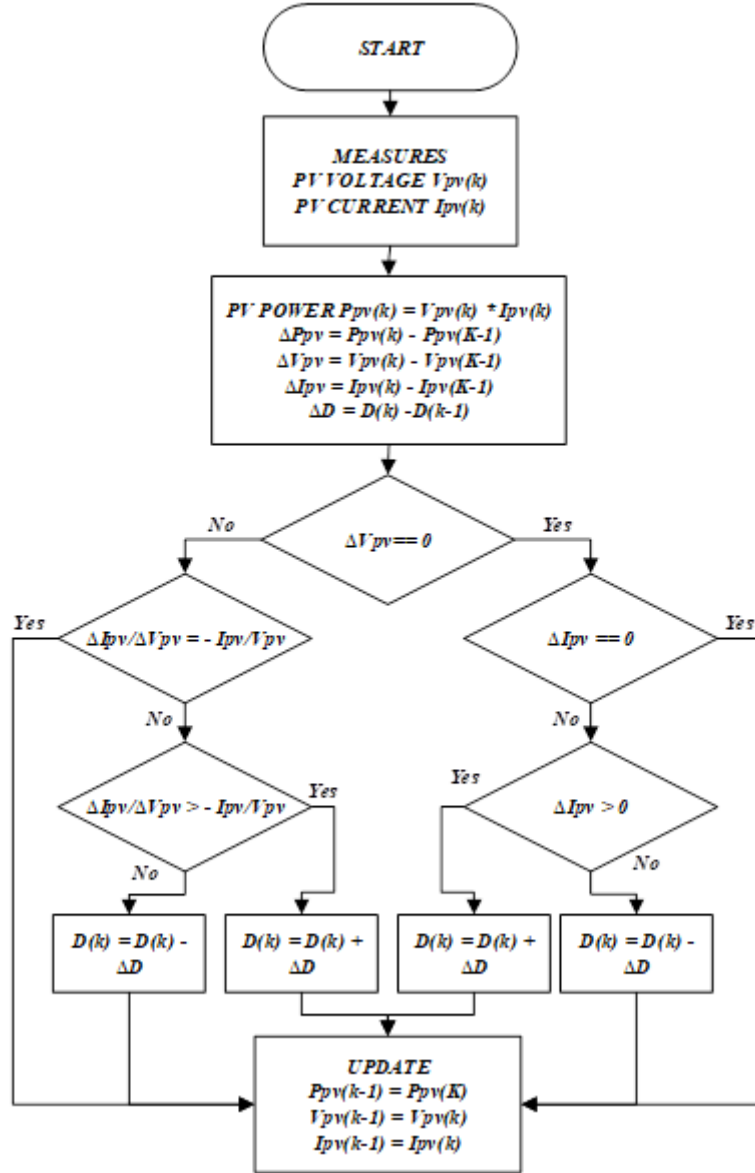 START
MEASURES
PV VOLTAGE Vpv(k)
PV CURRENT Ipv(k)
PV POWER Ppv(k) = Vpv(k) * Ipv(k)
ΔPpv = Ppv(k) - Ppv(K-1)
ΔVpv = Vpv(k) - Vpv(K-1)
ΔIpv = Ipv(k) - Ipv(K-1)
ΔD = D(k) -D(k-1)
No
Yes
ΔVpv== 0
Yes
ΔIpv/ΔVpv = - Ipv/Vpv
ΔIpv == 0
Yes
No
No
ΔIpv/ΔVpv > - Ipv/Vpv
Yes
Yes
ΔIpv > 0
No
No
D(k) = D(k) -
ΔD
D(k) = D(k) +
ΔD
D(k) = D(k) +
ΔD
D(k) = D(k) -
ΔD
UPDATE
Ppv(k-1) = Ppv(K)
Vpv(k-1) = Vpv(k)
Ipv(k-1) = Ipv(k)